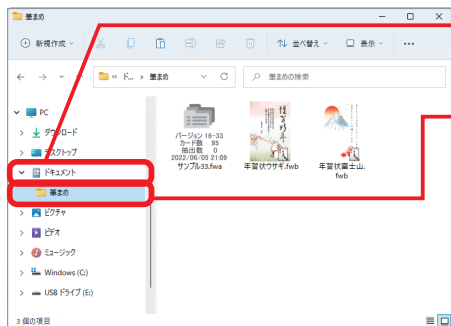 筆まめ
新規作成
並べ替え
表示
« ド... > 筆まめ
筆まめの検索
PC
ダウンロード
デスクトップ
ドキュメント
筆まめ
ピクチャ
ビデオ
ミュージック
Windows (C:)
USB ドライブ (E:)
バージョン 16-33
カード数 95
抽出数 0
2022/06/05 21:09
サンプル33.fwa
年賀状ウサギ.fwb
年賀状富士山.
fwb
3 個の項目